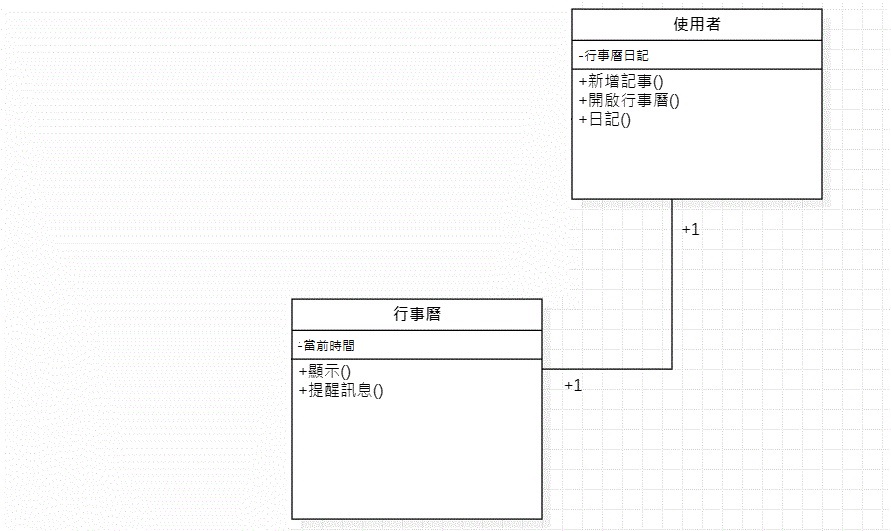 使用者
-行事曆日記
+新增記事()
+開啟行事曆()
+日記()
+1
行事曆
-當前時間
+顯示()
+提醒訊息()
+1